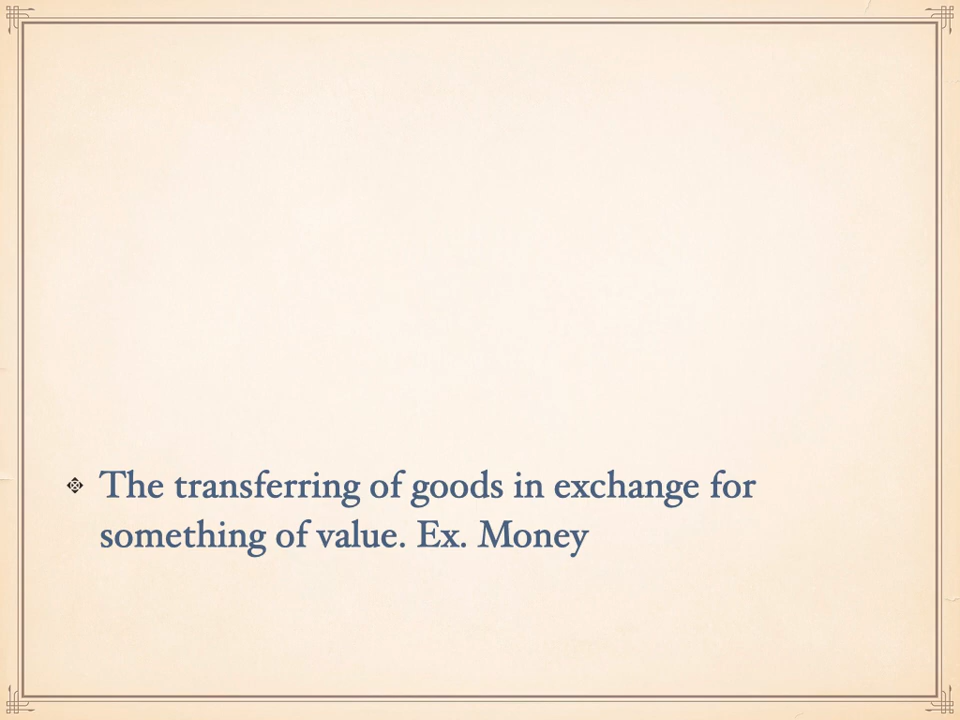 The transferring of goods in exchange for
something of value. Ex. Money